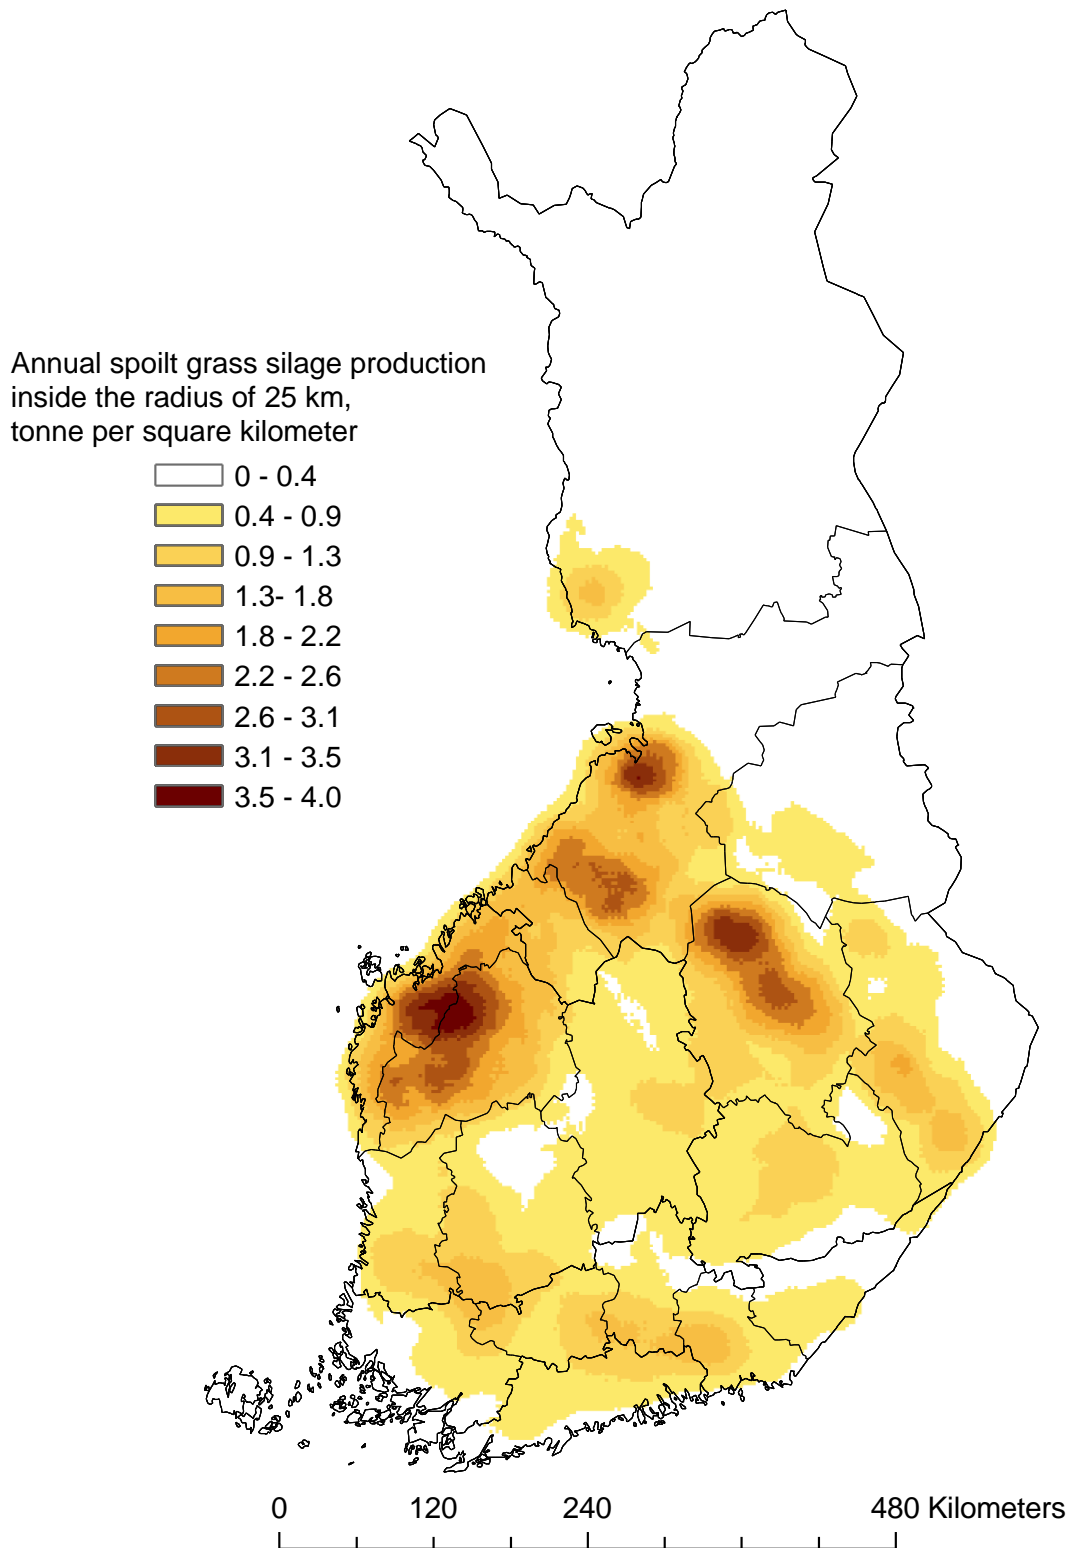 Annual spoilt grass silage production
inside the radius of 25 km,
tonne per square kilometer
0 - 0.4
0.4 - 0.9
0.9 - 1.3
1.3- 1.8
1.8 - 2.2
2.2 - 2.6
2.6 - 3.1
3.1 - 3.5
3.5 - 4.0
0 120 240 480 Kilometers